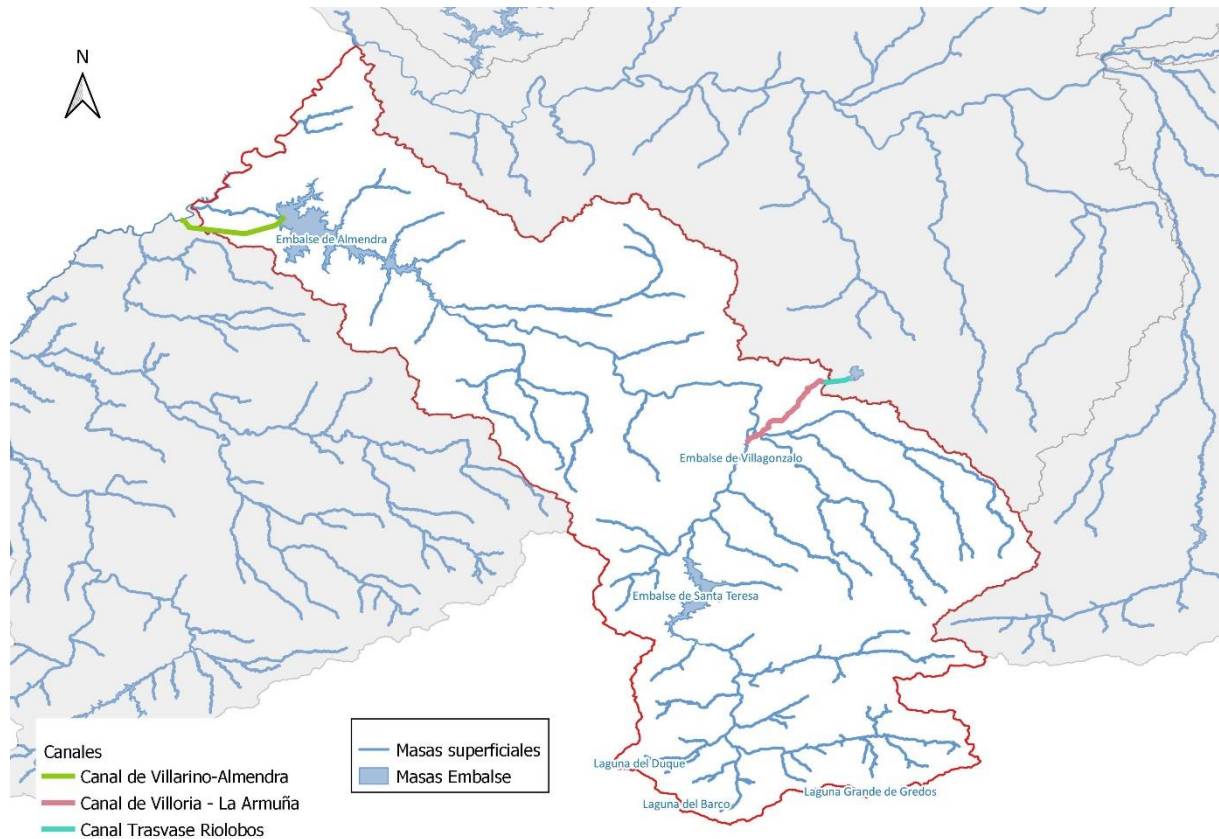 N
Embalse de Almendra
Embalse de Villagonzalo
Embalse de Santa Teresa
Laguna del Duque
Laguna del Barco
Laguna Grande de Gredos
Canales
Canal de Villarino-Almendra
Canal de Villoria - La Armuña
Canal Trasvase Riolobos
Masas superficiales
Masas Embalse